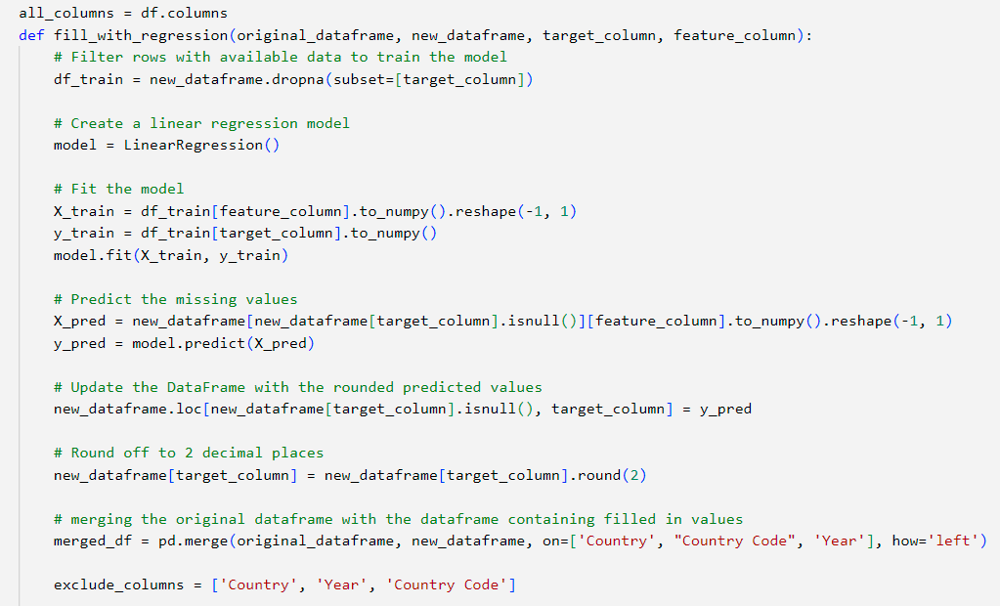 all_columns = df.columns
def fill_with_regression(original_dataframe, new_dataframe, target_column, feature_column):
# Filter rows with available data to train the model
df_train = new_dataframe.dropna(subset=[target_column])
# Create a linear regression model
model = LinearRegression()
# Fit the model
X_train = df_train[feature_column].to_numpy().reshape(-1, 1)
y_train = df_train[target_column].to_numpy()
model.fit(X_train, y_train)
# Predict the missing values
X_pred = new_dataframe[new_dataframe[target_column].isnull()][feature_column].to_numpy().reshape(-1, 1)
y_pred = model.predict(X_pred)
# Update the DataFrame with the rounded predicted values
new_dataframe.loc[new_dataframe[target_column].isnull(), target_column] = y_pred
# Round off to 2 decimal places
new_dataframe[target_column] = new_dataframe[target_column].round(2)
# merging the original dataframe with the dataframe containing filled in values
merged_df = pd.merge(original_dataframe, new_dataframe, on=['Country', "Country Code", 'Year'], how='left')
exclude_columns = ['Country', 'Year', 'Country Code']